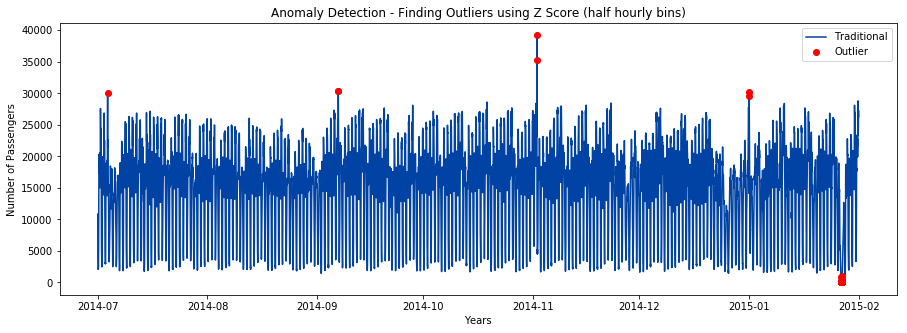 Anomaly Detection - Finding Outliers using Z Score (half hourly bins)
Traditional
Outlier
Number of Passengers
40000
35000
30000
25000
20000
15000
10000
5000
0
2014-07 2014-08 2014-09 2014-10 2014-11 2014-12 2015-01 2015-02
Years